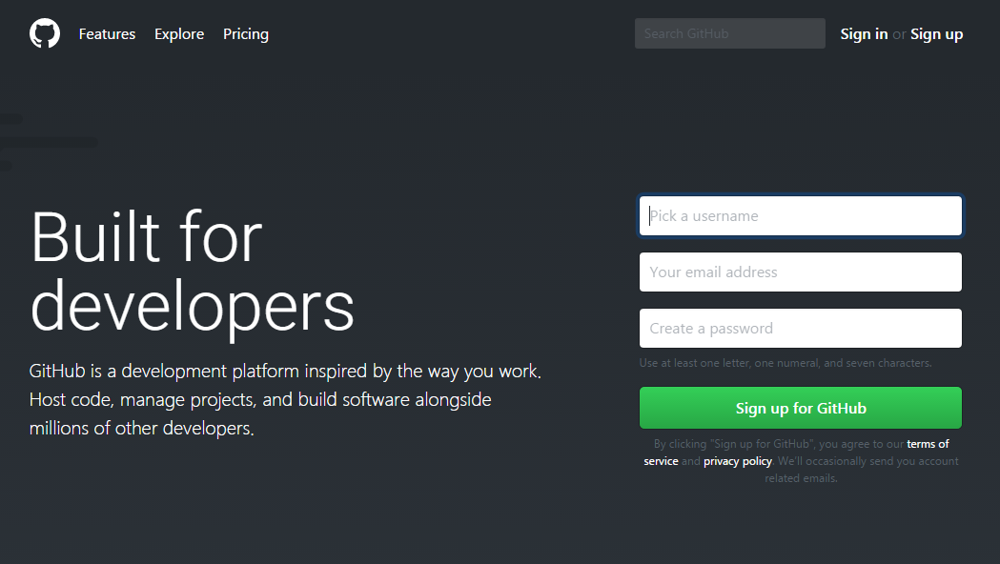 Features Explore Pricing Search GitHub Sign in or Sign up
Built for
developers
GitHub is a development platform inspired by the way you work.
Host code, manage projects, and build software alongside
millions of other developers.
Pick a username
Your email address
Create a password
Use at least one letter, one numeral, and seven characters.
Sign up for GitHub
By clicking "Sign up for GitHub", you agree to our terms of
service and privacy policy. We'll occasionally send you account
related emails.